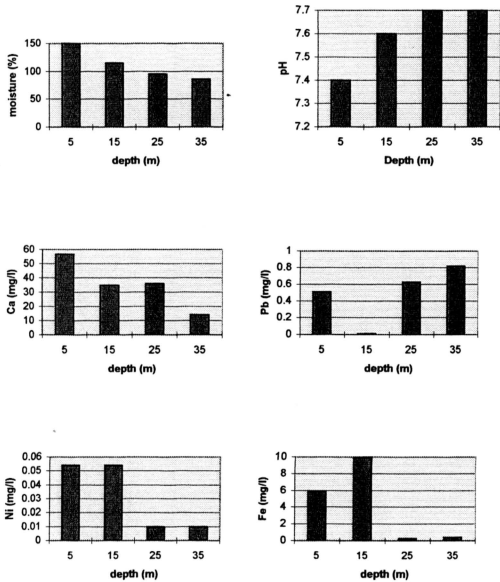 moisture (%)
150
100
50
0
5 15 25 35
depth (m)
pH
7.7
7.6
7.5
7.4
7.3
7.2
5 15 25 35
Depth (m)
Ca (mg/l)
60
50
40
30
20
10
0
5 15 25 35
depth (m)
Pb (mg/l)
1
0.8
0.6
0.4
0.2
0
5 15 25 35
depth (m)
Ni (mg/l)
0.06
0.05
0.04
0.03
0.02
0.01
0
5 15 25 35
depth (m)
Fe (mg/l)
10
8
6
4
2
0
5 15 25 35
depth (m)